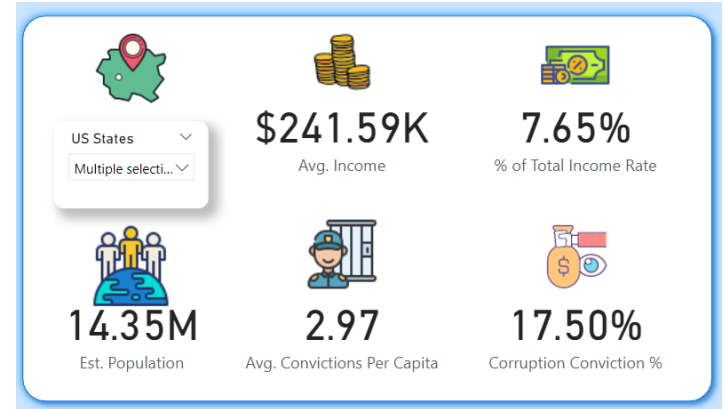 US States
Multiple selecti...
$241.59K
Avg. Income
7.65%
% of Total Income Rate
14.35M
Est. Population
2.97
Avg. Convictions Per Capita
17.50%
Corruption Conviction %